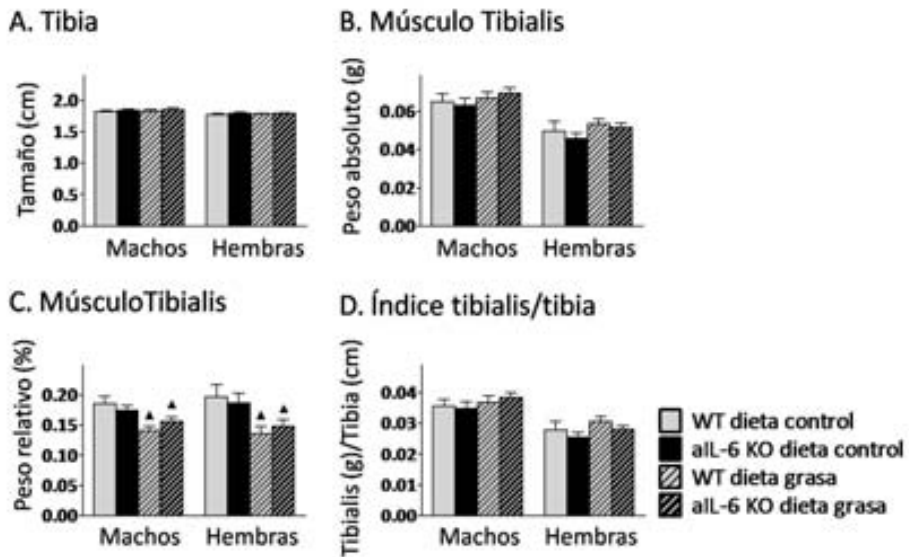 A. Tibia
Tamaño (cm)
2.0
1.5
1.0
0.5
0.0
Machos
Hembras
B. Músculo Tibialis
Peso absoluto (g)
0.06
0.04
0.02
0.00
Machos
Hembras
C. MúsculoTibialis
Peso relativo (%)
0.20
0.15
0.10
0.05
0.00
Machos
Hembras
D. Índice tibialis/tibia
Tibialis (g)/Tibia (cm)
0.04
0.03
0.02
0.01
0.00
Machos
Hembras
WT dieta control
aIL-6 KO dieta control
WT dieta grasa
aIL-6 KO dieta grasa